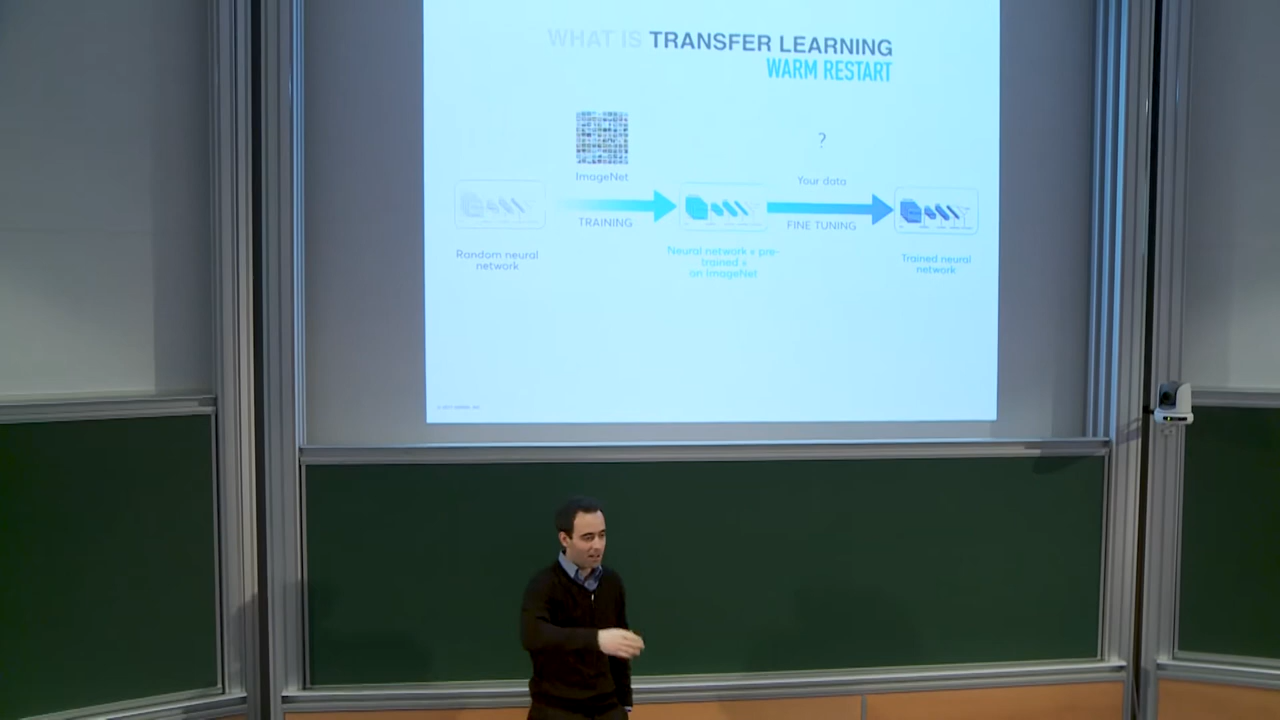 WHAT IS TRANSFER LEARNING
WARM RESTART
?
ImageNet
Your data
TRAINING
FINE TUNING
Random neural
network
Neural network « pre-
trained »
on ImageNet
Trained neural
network